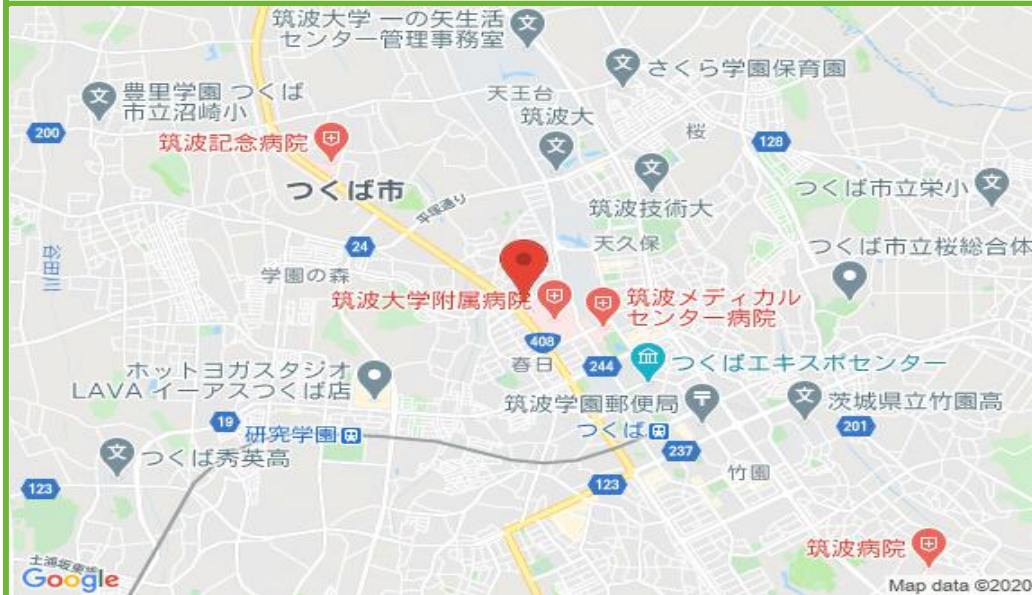 筑波大学 一の矢生活
センター管理事務室
さくら学園保育園
豊里学園 つくば
市立沼崎小
天王台
筑波大
桜
200
128
筑波記念病院
つくば市
平塚通り
筑波技術大
つくば市立栄小
24
天久保
つくば市立桜総合体
谷田川
学園の森
筑波大学附属病院
筑波メディカル
センター病院
408
春日
244
つくばエキスポセンター
ホットヨガスタジオ
LAVA イーアスつくば店
筑波学園郵便局
茨城県立竹園高
19
研究学園
つくば
201
つくば秀英高
237
竹園
123
123
筑波病院
Google
Map data ©2020